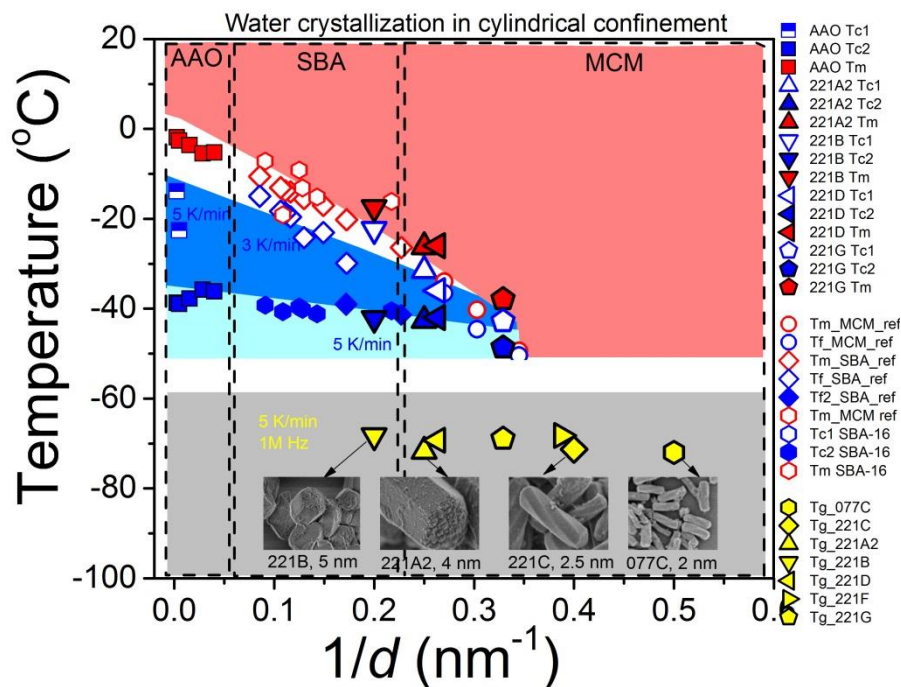 Water crystallization in cylindrical confinement
AAO
SBA
MCM
5 K/min
3 K/min
5 K/min
5 K/min
1M Hz
221B, 5 nm
221A2, 4 nm
221C, 2.5 nm
077C, 2 nm
Temperature (°C)
20
0
-20
-40
-60
-80
-100
0.0
0.1
0.2
0.3
0.4
0.5
0.
1/d (nm⁻¹)
AAO Tc1
AAO Tc2
AAO Tm
221A2 Tc1
221A2 Tc2
221A2 Tm
221B Tc1
221B Tc2
221B Tm
221D Tc1
221D Tc2
221D Tm
221G Tc1
221G Tc2
221G Tm
Tm_MCM_ref
Tf_MCM_ref
Tm_SBA_ref
Tf_SBA_ref
Tf2_SBA_ref
Tm_MCM ref
Tc1 SBA-16
Tc2 SBA-16
Tm SBA-16
Tg_077C
Tg_221C
Tg_221A2
Tg_221B
Tg_221D
Tg_221F
Tg_221G